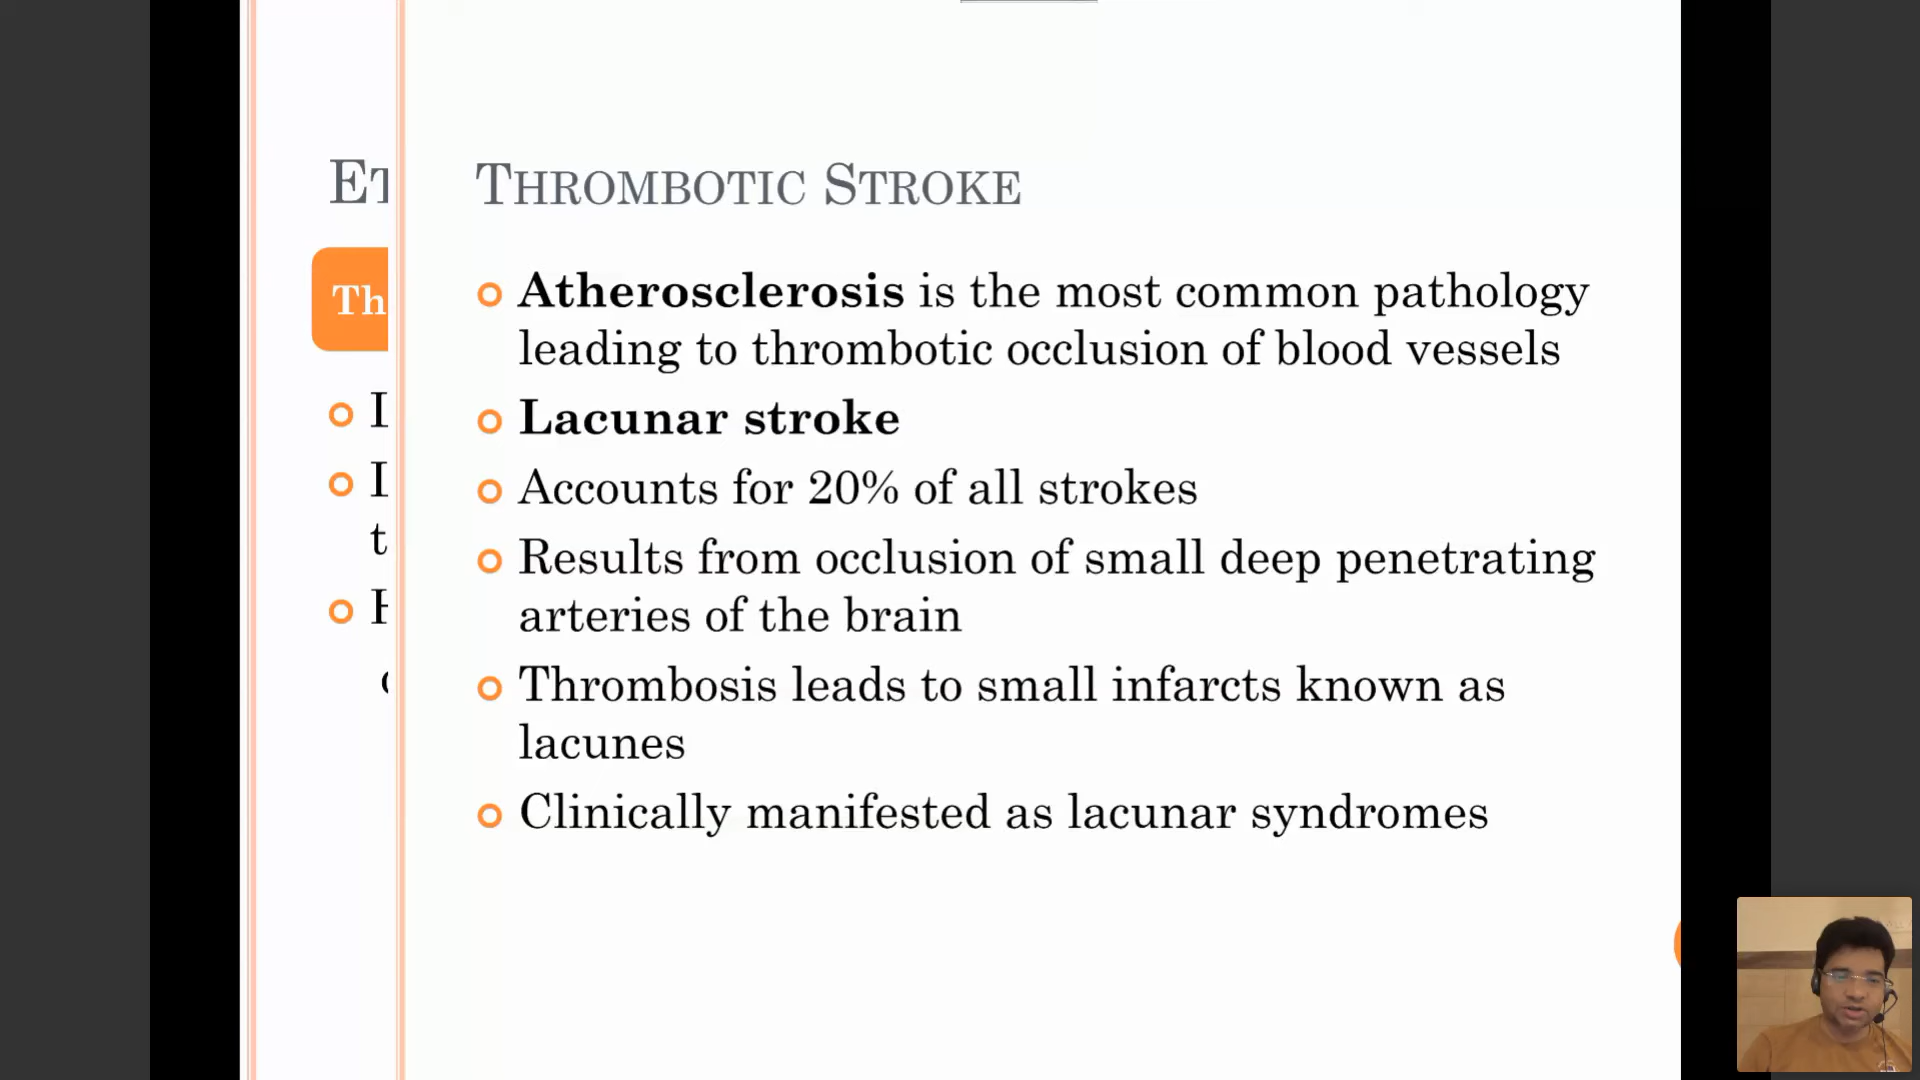 THROMBOTIC STROKE
Atherosclerosis is the most common pathology
leading to thrombotic occlusion of blood vessels
Lacunar stroke
Accounts for 20% of all strokes
Results from occlusion of small deep penetrating
arteries of the brain
Thrombosis leads to small infarcts known as
lacunes
Clinically manifested as lacunar syndromes